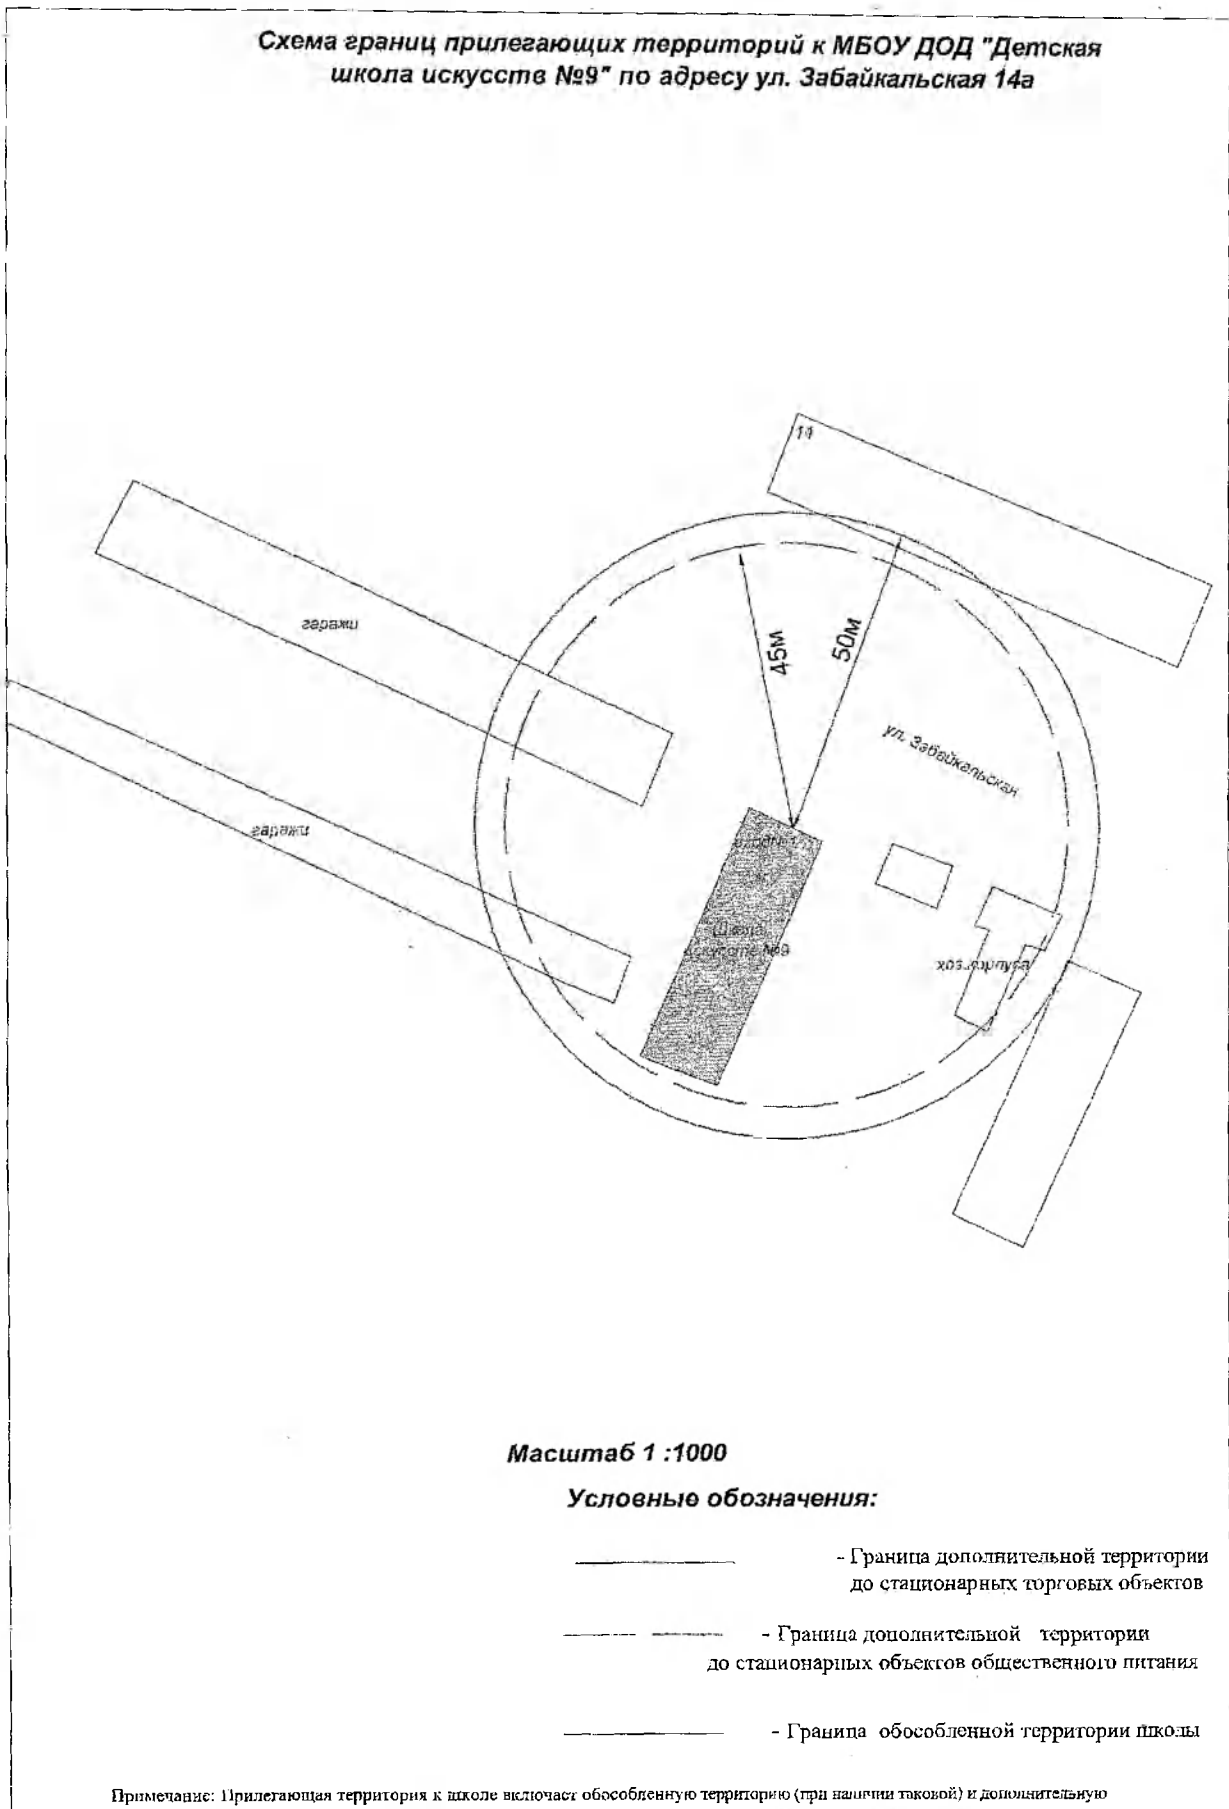 Схема границ прилегающих территорий к МБОУ ДОД "Детская
школа искусств №9" по адресу ул. Забайкальская 14а
гаражи
45м
50м
ул. Забайкальская
гаражи
Школа
искусств №9
хоз.корпуса
Масштаб 1 :1000
Условные обозначения:
- Граница дополнительной территории
до стационарных торговых объектов
- Граница дополнительной территории
до стационарных объектов общественного питания
- Граница обособленной территории школы
Примечание: Прилегающая территория к школе включает обособленную территорию (при наличии таковой) и дополнительную